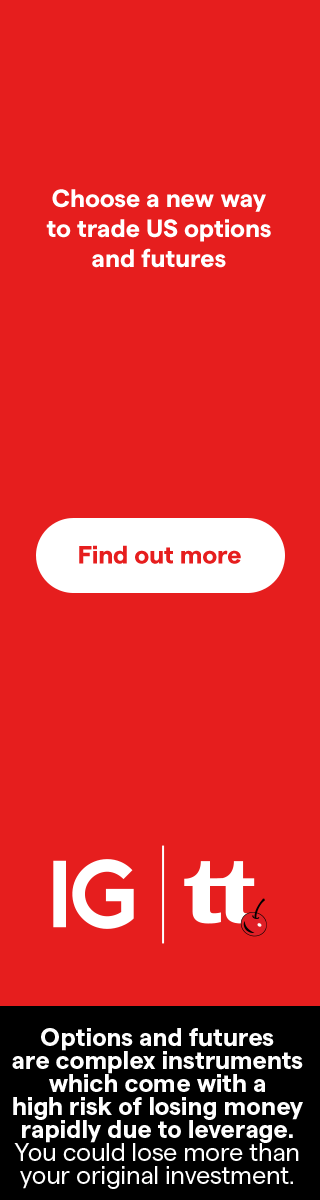 Choose a new way
to trade US options
and futures
Find out more
IG tt
Options and futures
are complex instruments
which come with a
high risk of losing money
rapidly due to leverage.
You could lose more than
your original investment.